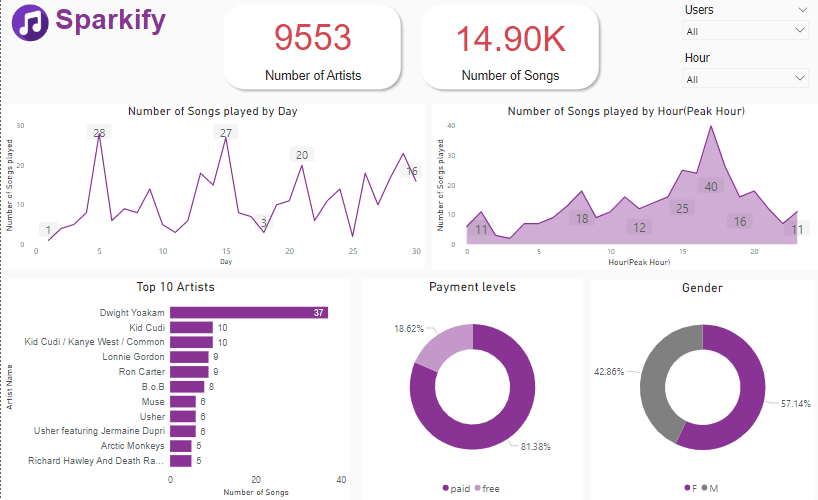 Sparkify
9553
Number of Artists
14.90K
Number of Songs
Users
All
Hour
All
Number of Songs played by Day
Number of Songs played
30
20
10
0
1
28
27
3
20
16
0
5
10
15
20
25
30
Day
Number of Songs played by Hour(Peak Hour)
Number of Songs played
40
30
20
10
0
11
18
12
25
40
16
11
0
5
10
15
20
Hour(Peak Hour)
Top 10 Artists
Artist Name
Dwight Yoakam 37
Kid Cudi 10
Kid Cudi / Kanye West / Common 10
Lonnie Gordon 9
Ron Carter 9
B.o.B 8
Muse 6
Usher 6
Usher featuring Jermaine Dupri 6
Arctic Monkeys 5
Richard Hawley And Death Ra... 5
0 20 40
Number of Songs
Payment levels
18.62%
81.38%
paid free
Gender
42.86%
57.14%
F M